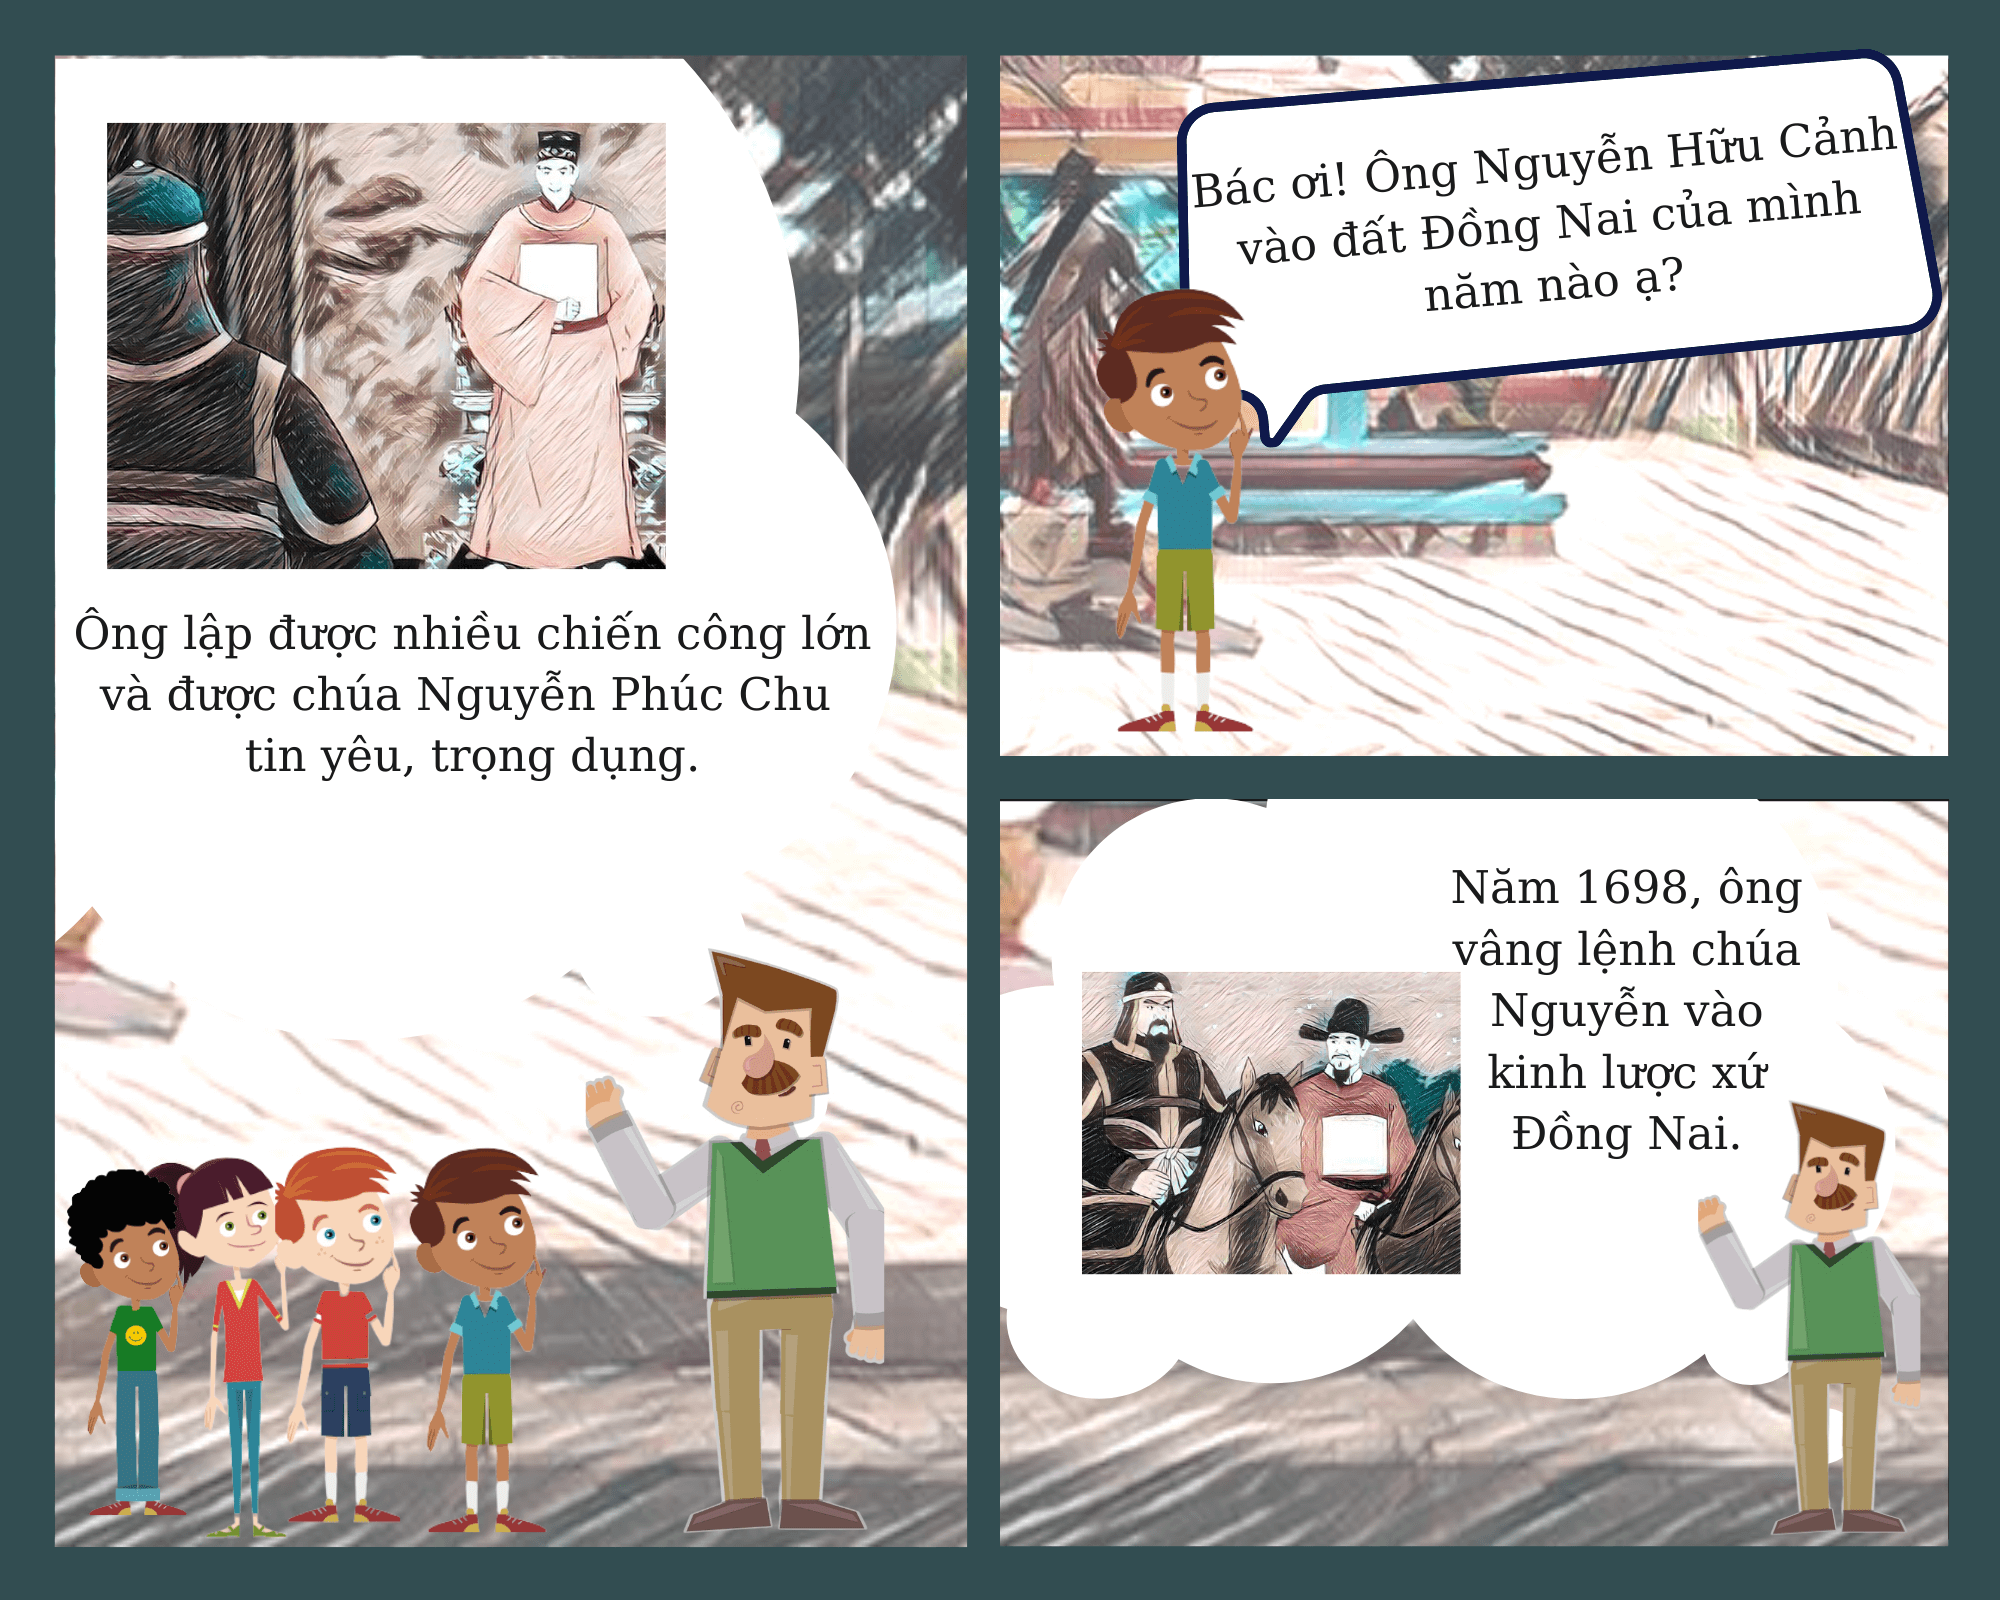 Ông lập được nhiều chiến công lớn
và được chúa Nguyễn Phúc Chu
tin yêu, trọng dụng.
Bác ơi! Ông Nguyễn Hữu Cảnh
vào đất Đồng Nai của mình
năm nào ạ?
Năm 1698, ông
vâng lệnh chúa
Nguyễn vào
kinh lược xứ
Đồng Nai.